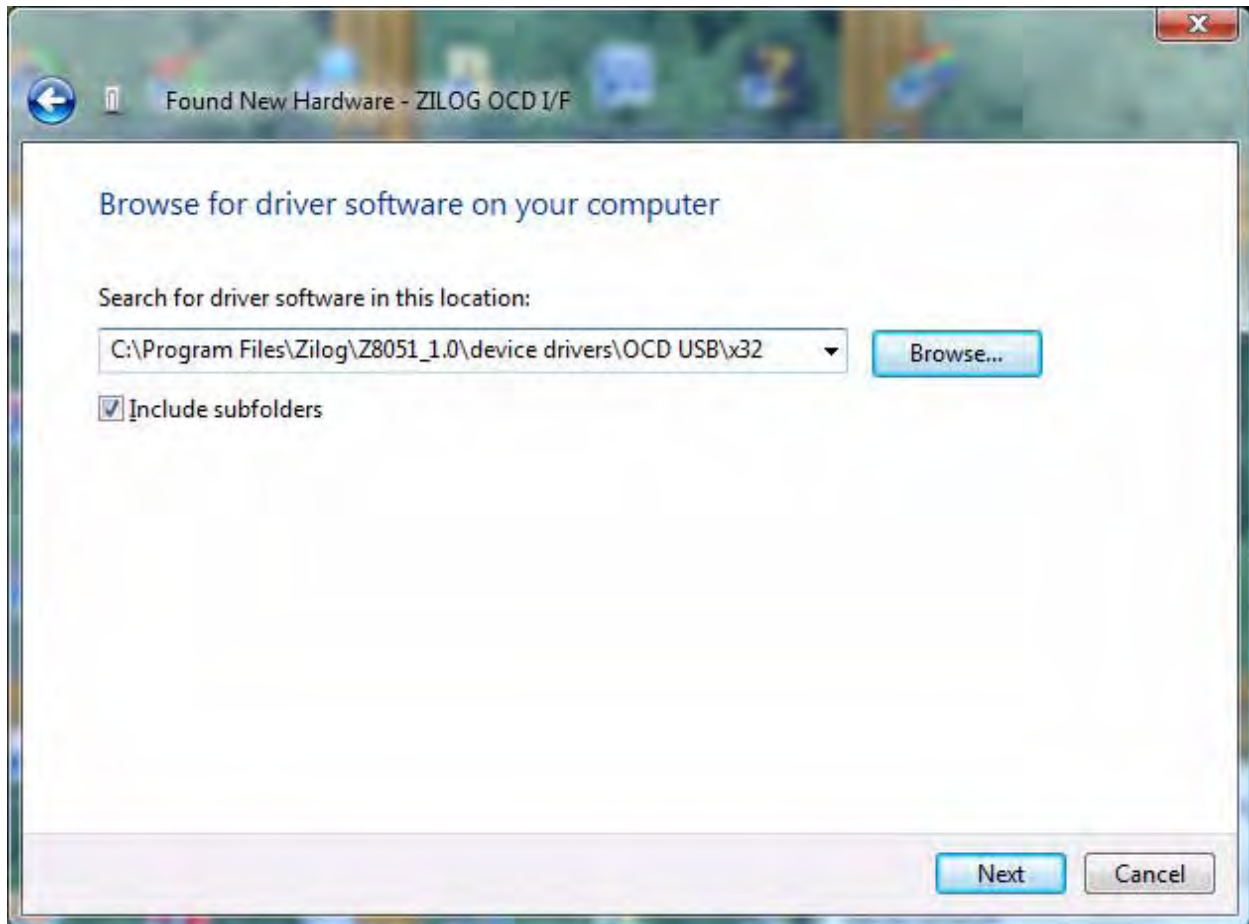 Found New Hardware - ZILOG OCD I/F
Browse for driver software on your computer
Search for driver software in this location:
C:\Program Files\Zilog\Z8051_1.0\device drivers\OCD USB\x32
Browse...
Include subfolders
Next
Cancel